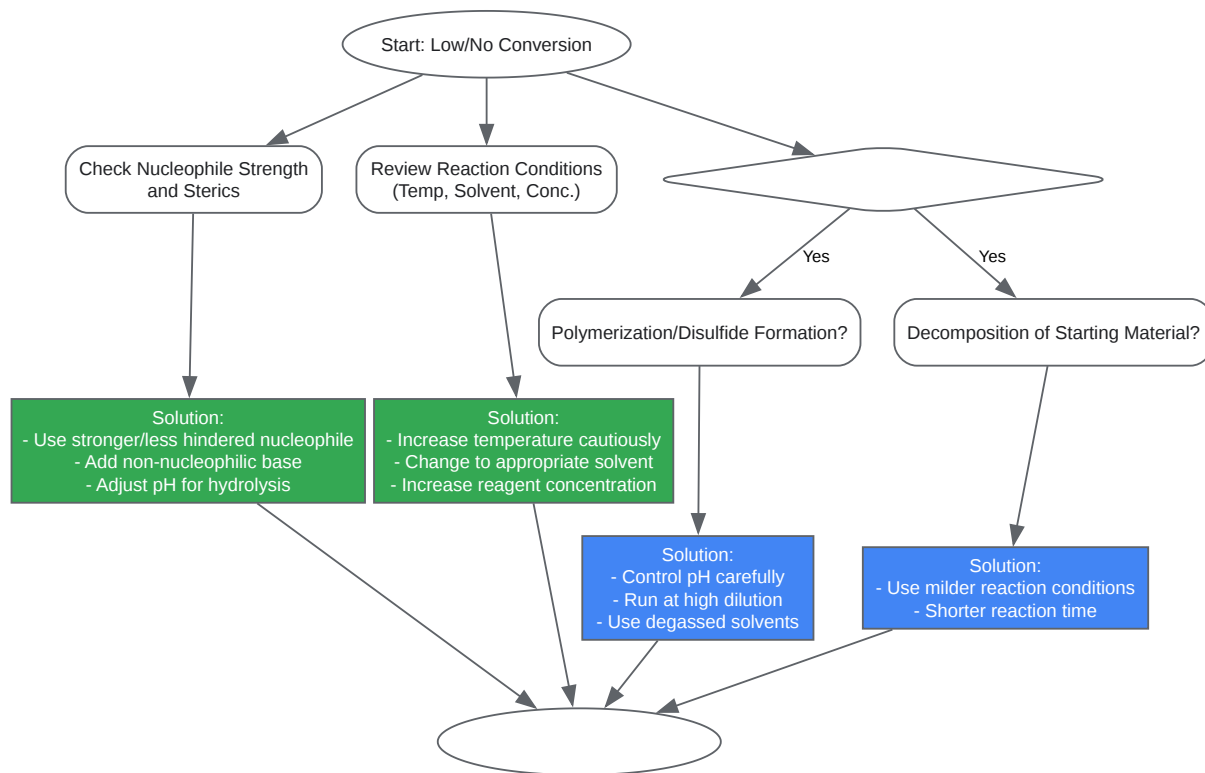 Start: Low/No Conversion
Check Nucleophile Strength
and Sterics
Review Reaction Conditions
(Temp, Solvent, Conc.)
Yes
Yes
Polymerization/Disulfide Formation?
Decomposition of Starting Material?
Solution:
- Use stronger/less hindered nucleophile
- Add non-nucleophilic base
- Adjust pH for hydrolysis
Solution:
- Increase temperature cautiously
- Change to appropriate solvent
- Increase reagent concentration
Solution:
- Control pH carefully
- Run at high dilution
- Use degassed solvents
Solution:
- Use milder reaction conditions
- Shorter reaction time